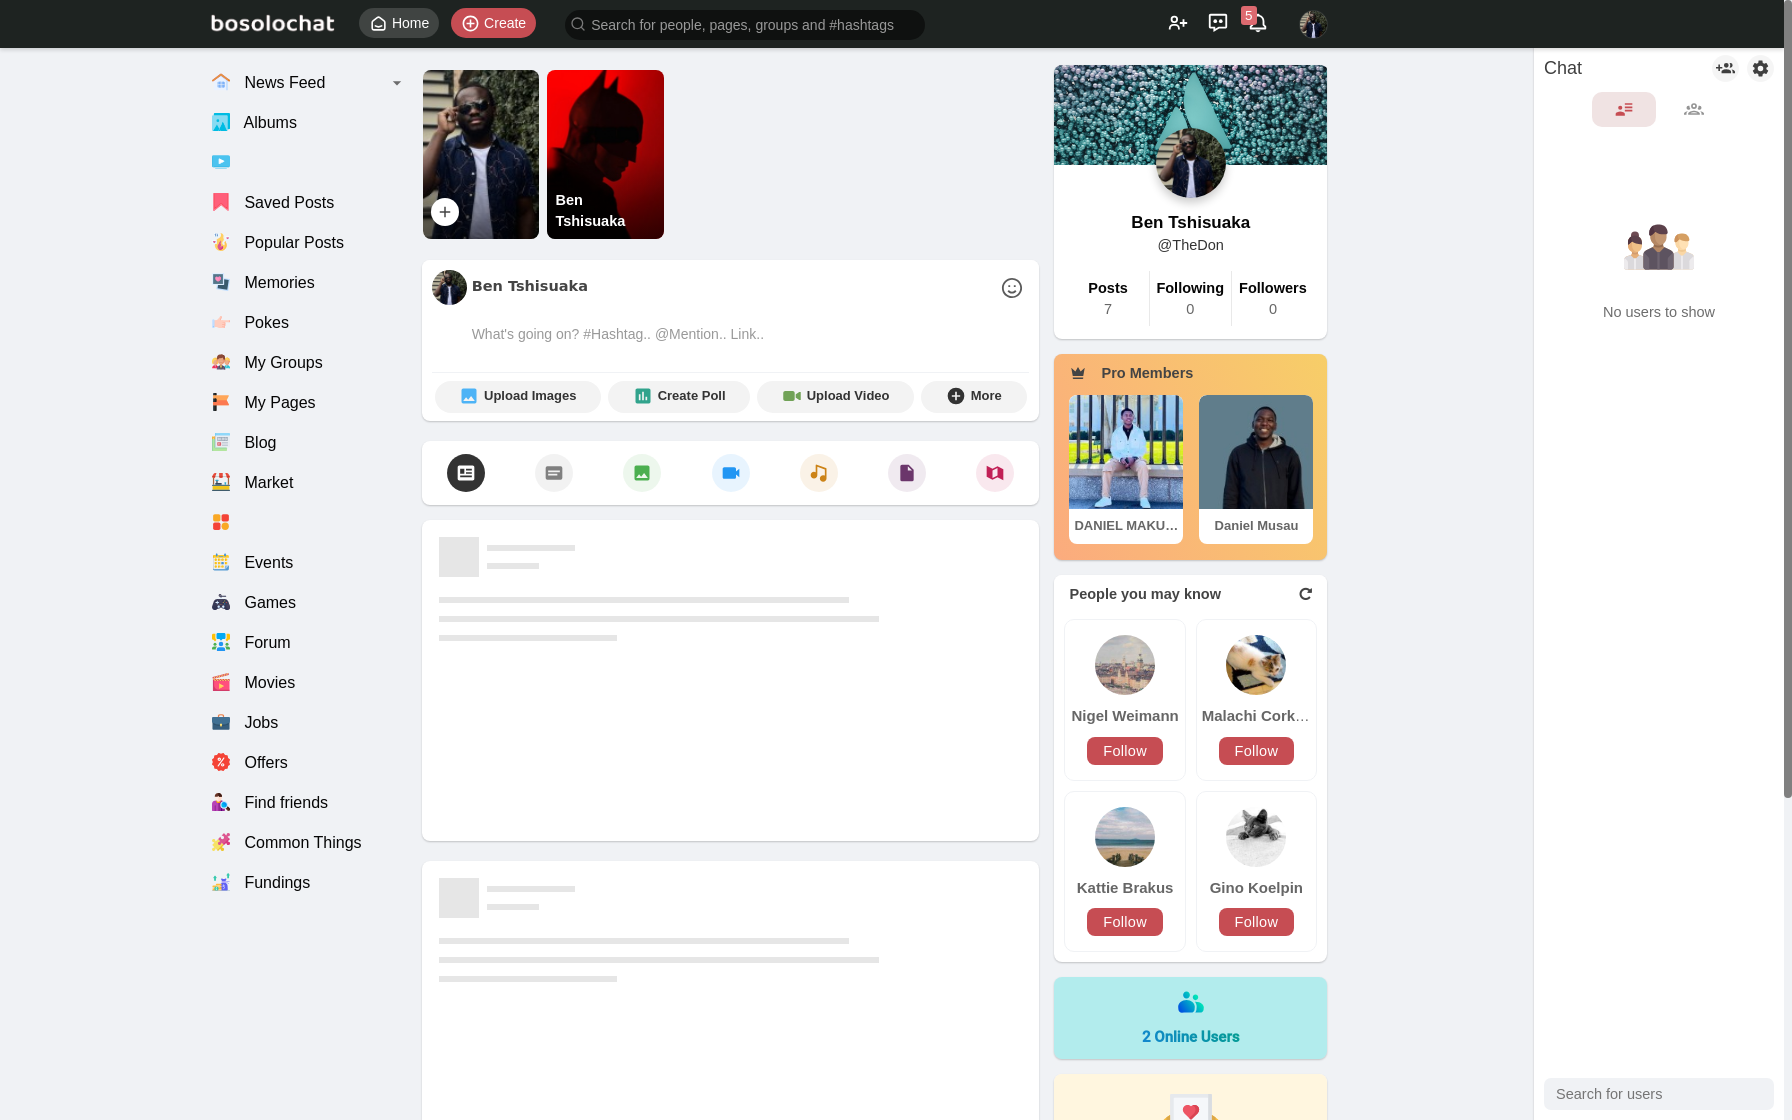 bosolochat
Home
Create
Search for people, pages, groups and #hashtags
5
News Feed
Albums
Saved Posts
Popular Posts
Memories
Pokes
My Groups
My Pages
Blog
Market
Events
Games
Forum
Movies
Jobs
Offers
Find friends
Common Things
Fundings
Ben
Tshisuaka
Ben Tshisuaka
What's going on? #Hashtag.. @Mention.. Link..
Upload Images
Create Poll
Upload Video
More
Ben Tshisuaka
@TheDon
Posts
Following
Followers
7
0
0
Pro Members
DANIEL MAKU...
Daniel Musau
People you may know
Nigel Weimann
Malachi Cork...
Follow
Follow
Kattie Brakus
Gino Koelpin
Follow
Follow
2 Online Users
Chat
No users to show
Search for users